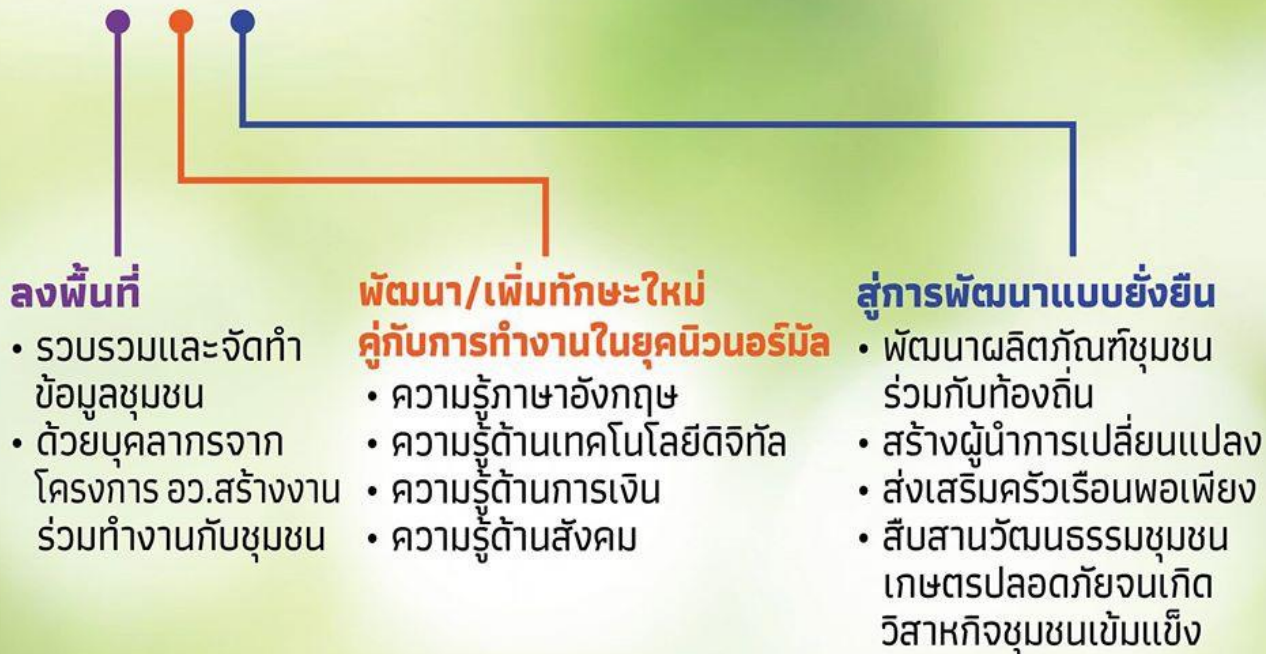 ลงพื้นที่
• รวบรวมและจัดทำ
ข้อมูลชุมชน
• ด้วยบุคลากรจาก
โครงการ อว.สร้างงาน
ร่วมทำงานกับชุมชน
พัฒนา/เพิ่มทักษะใหม่
คู่กับการทำงานในยุคนิวนอร์มัล
• ความรู้ภาษาอังกฤษ
• ความรู้ด้านเทคโนโลยีดิจิทัล
• ความรู้ด้านการเงิน
• ความรู้ด้านสังคม
สู่การพัฒนาแบบยั่งยืน
• พัฒนาผลิตภัณฑ์ชุมชน
ร่วมกับท้องถิ่น
• สร้างผู้นำการเปลี่ยนแปลง
• ส่งเสริมครัวเรือนพอเพียง
• สืบสานวัฒนธรรมชุมชน
เกษตรปลอดภัยจนเกิด
วิสาหกิจชุมชนเข้มแข็ง